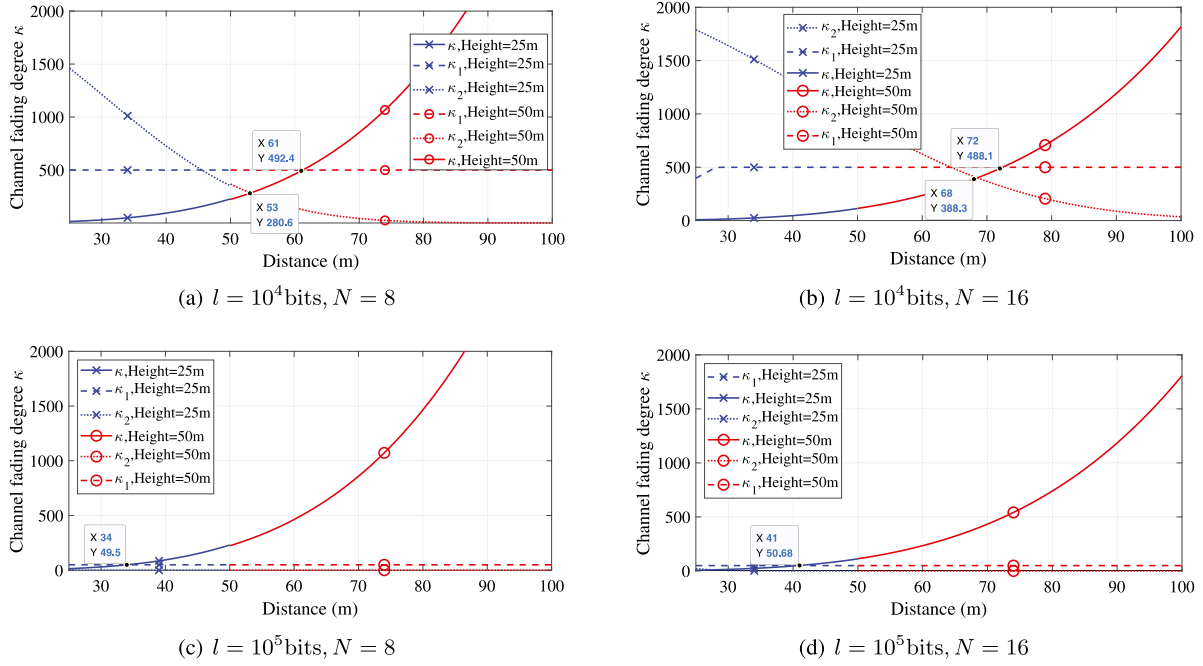 2000
1500
1000
500
0
Channel fading degree κ
κ,Height=25m
κ1,Height=25m
κ2,Height=25m
κ1,Height=50m
κ2,Height=50m
κ,Height=50m
X 61
Y 492.4
X 53
Y 280.6
30 40 50 60 70 80 90 100
Distance (m)
(a) l = 10^4bits, N = 8
2000
1500
1000
500
0
Channel fading degree κ
κ2,Height=25m
κ1,Height=25m
κ,Height=25m
κ,Height=50m
κ2,Height=50m
κ1,Height=50m
X 72
Y 488.1
X 68
Y 388.3
30 40 50 60 70 80 90 100
Distance (m)
(b) l = 10^4bits, N = 16
2000
1500
1000
500
0
Channel fading degree κ
κ,Height=25m
κ1,Height=25m
κ2,Height=25m
κ,Height=50m
κ2,Height=50m
κ1,Height=50m
X 34
Y 49.5
30 40 50 60 70 80 90 100
Distance (m)
(c) l = 10^5bits, N = 8
2000
1500
1000
500
0
Channel fading degree κ
κ1,Height=25m
κ,Height=25m
κ2,Height=25m
κ,Height=50m
κ2,Height=50m
κ1,Height=50m
X 41
Y 50.68
30 40 50 60 70 80 90 100
Distance (m)
(d) l = 10^5bits, N = 16